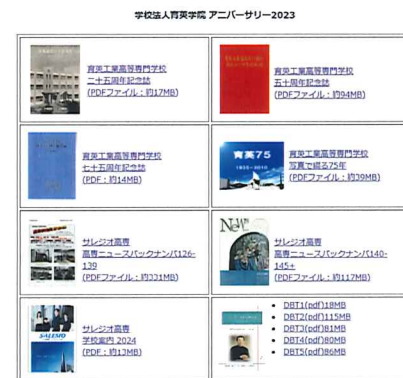 学校法人育英学院 アニバーサリー2023
育英工業高等専門学校
二十五周年記念誌
(PDFファイル：約17MB)
育英工業高等専門学校
五十周年記念誌
(PDFファイル：約94MB)
育英工業高等専門学校
七十五周年記念誌
(PDF：約14MB)
育英75
育英工業高等専門学校
写真で綴る75年
(PDFファイル：約39MB)
サレジオ高専
高専ニュースバックナンバ126-
139
(PDFファイル：約331MB)
サレジオ高専
高専ニュースバックナンバ140-
145+
(PDFファイル：約117MB)
SALESIO
サレジオ高専
学校案内 2024
(PDF：約13MB)
DBT1(pdf)18MB
DBT2(pdf)115MB
DBT3(pdf)81MB
DBT4(pdf)80MB
DBT5(pdf)86MB